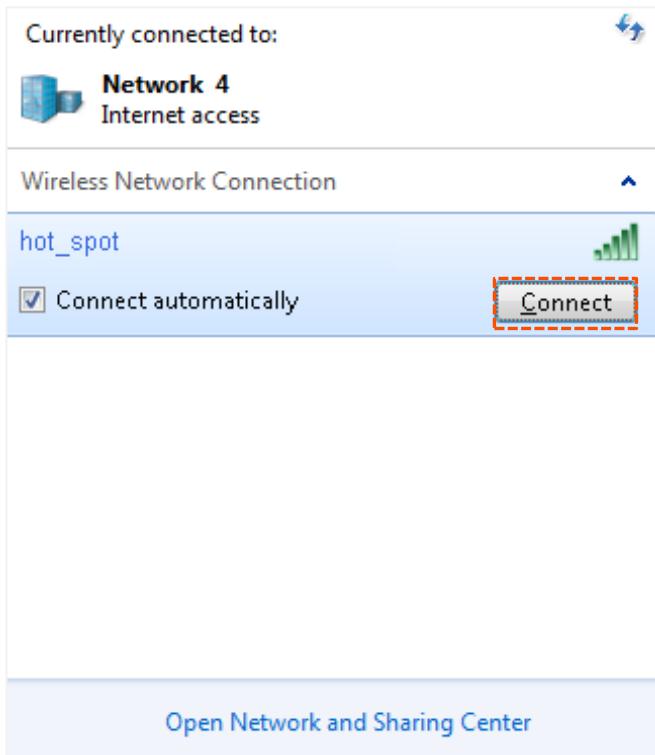 Currently connected to:
Network 4
Internet access
Wireless Network Connection
hot_spot
Connect automatically
Connect
Open Network and Sharing Center